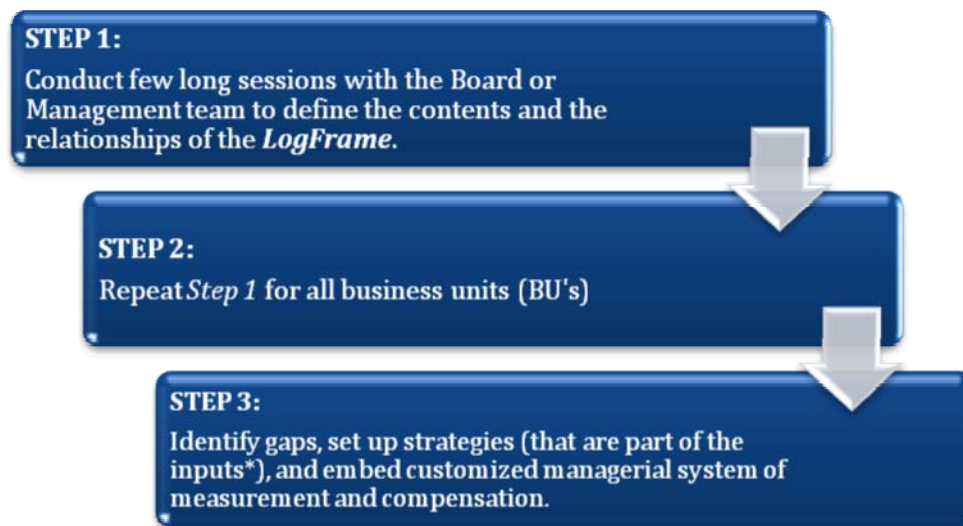 STEP 1:
Conduct few long sessions with the Board or
Management team to define the contents and the
relationships of the LogFrame.
STEP 2:
Repeat Step 1 for all business units (BU's)
STEP 3:
Identify gaps, set up strategies (that are part of the
inputs*), and embed customized managerial system of
measurement and compensation.